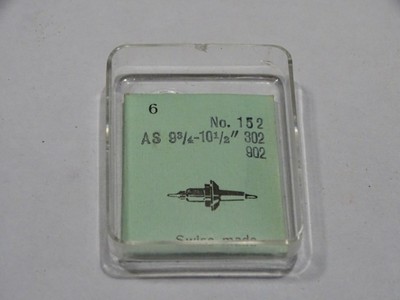 6
No. 152
AS 9³/₄-10¹/₂" 302
902
Swiss made